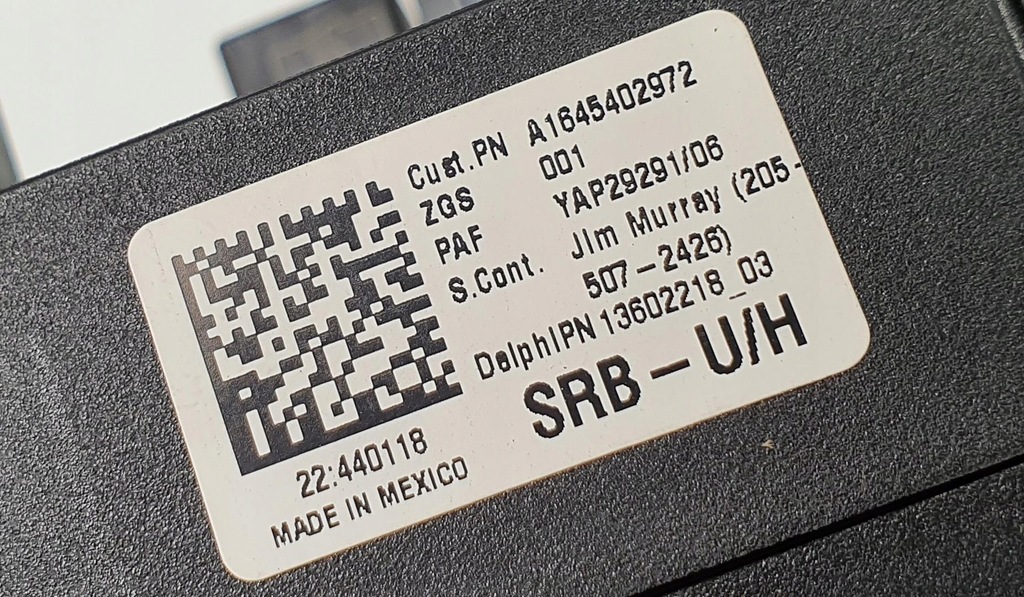 Cust.PN A1645402972
ZGS 001
PAF YAP29291/06
S.Cont. Jim Murray (205-
507-2426)
DelphiPN 13602218_03
SRB-U/H
22:440118
MADE IN MEXICO